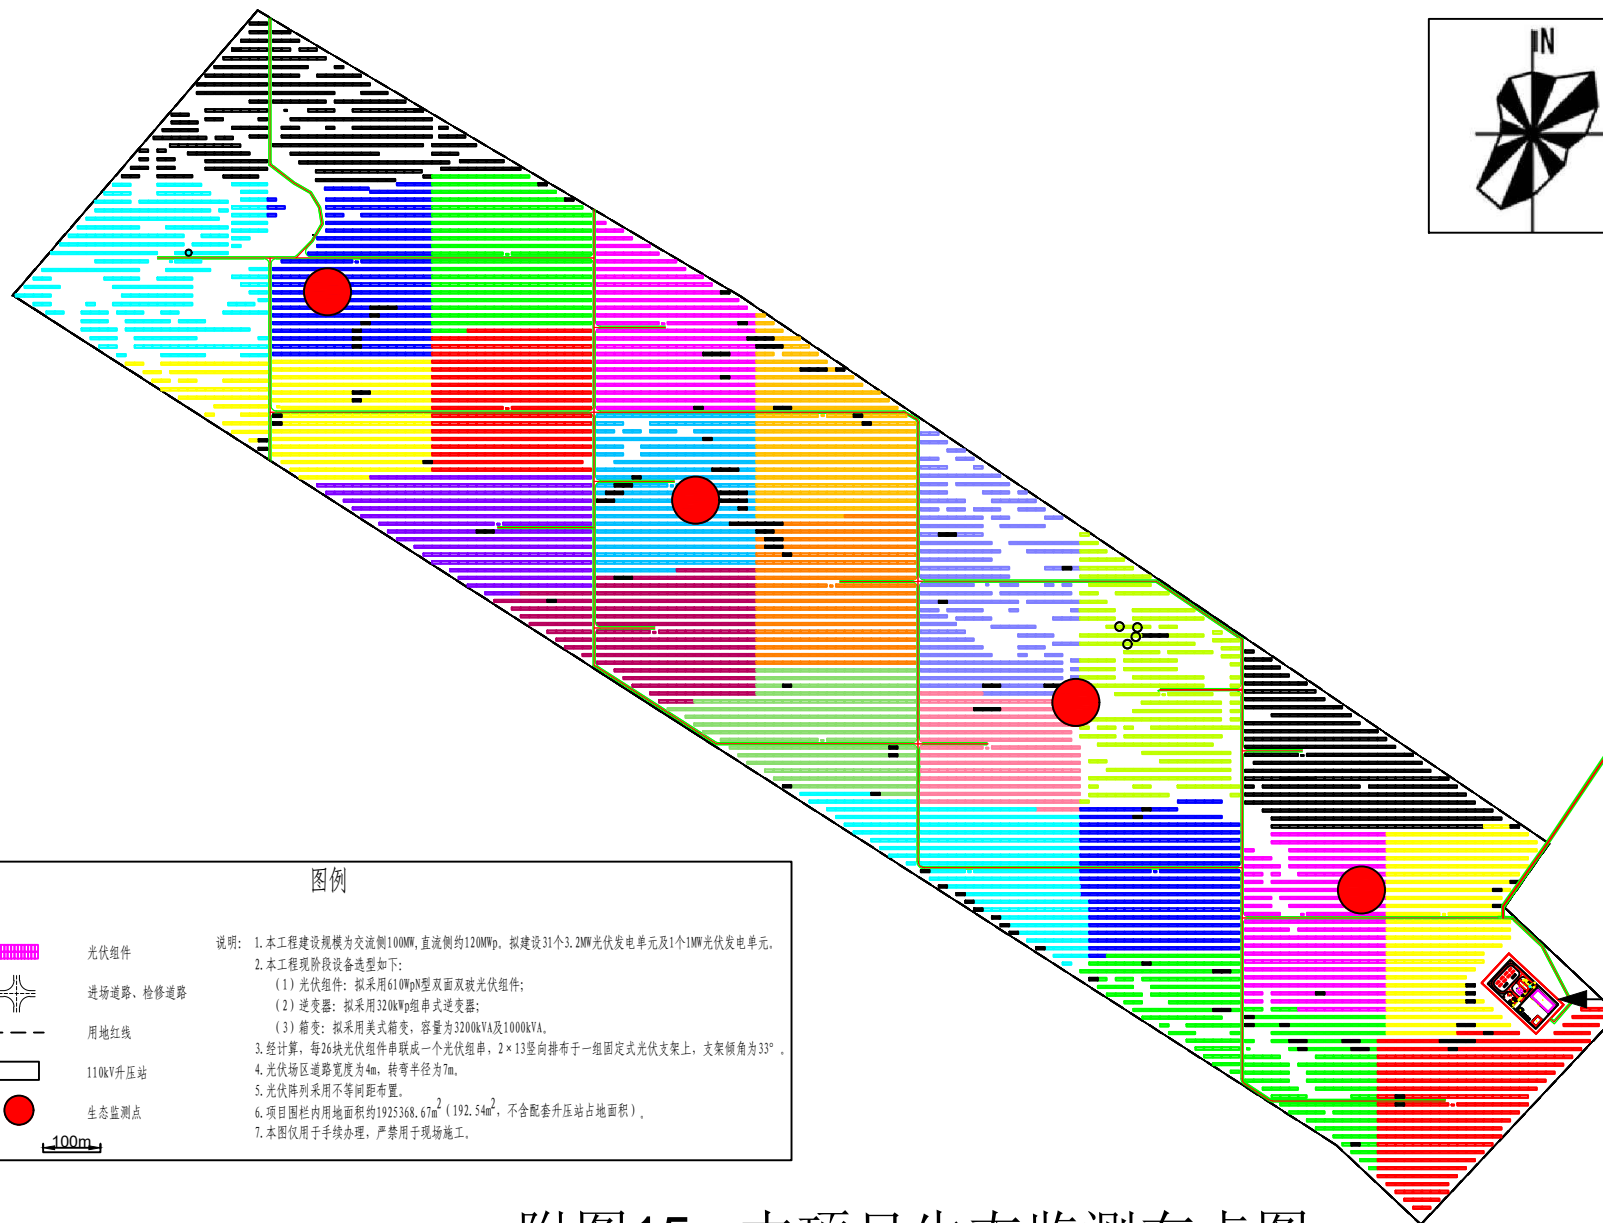 N
图例
光伏组件
进场道路、检修道路
用地红线
110kV升压站
生态监测点
100m
说明: 1.本工程建设规模为交流侧100MW,直流侧约120MWp。拟建设31个3.2MW光伏发电单元及1个1MW光伏发电单元。
2.本工程现阶段设备选型如下:
(1) 光伏组件: 拟采用610WpN型双面双玻光伏组件;
(2) 逆变器: 拟采用320kWp组串式逆变器;
(3) 箱变: 拟采用美式箱变, 容量为3200kVA及1000kVA。
3.经计算, 每26块光伏组件串联成一个光伏组串, 2×13竖向排布于一组固定式光伏支架上, 支架倾角为33°。
4.光伏场区道路宽度为4m, 转弯半径为7m。
5.光伏阵列采用不等间距布置。
6.项目围栏内用地面积约1925368.67m²(192.54m², 不含配套升压站占地面积)。
7.本图仅用于手续办理, 严禁用于现场施工。
附图15 本项目生态监测布点图